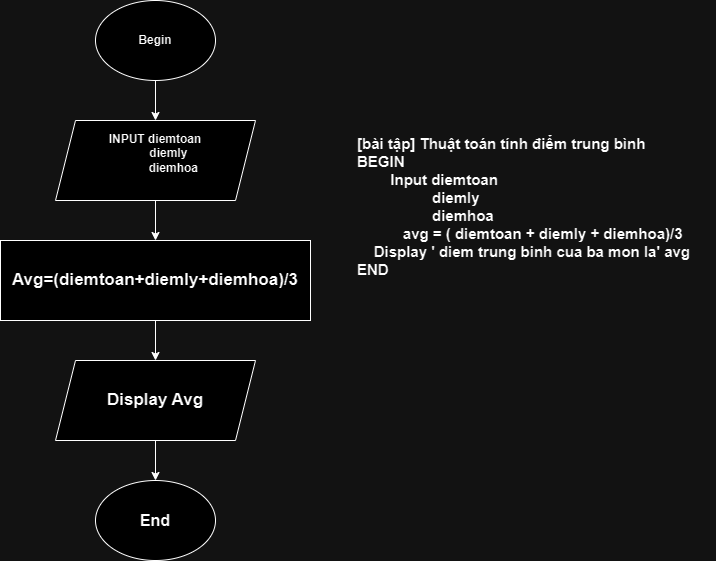 Begin
INPUT diemtoan
diemly
diemhoa
Avg=(diemtoan+diemly+diemhoa)/3
Display Avg
End
[bài tập] Thuật toán tính điểm trung bình
BEGIN
Input diemtoan
diemly
diemhoa
avg = ( diemtoan + diemly + diemhoa)/3
Display ' diem trung binh cua ba mon la' avg
END